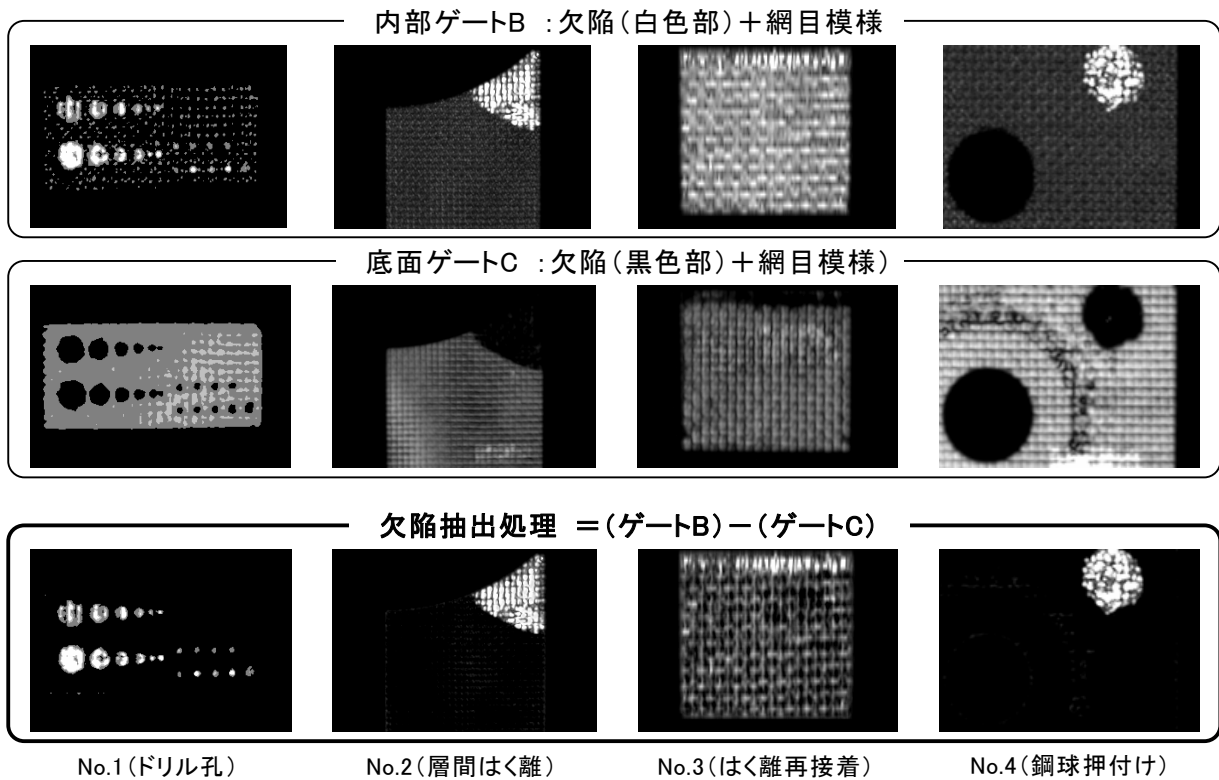 内部ゲートB ：欠陥（白色部）＋網目模様
底面ゲートC ：欠陥（黒色部）＋網目模様）
欠陥抽出処理 ＝（ゲートB）－（ゲートC）
No.1（ドリル孔）
No.2（層間はく離）
No.3（はく離再接着）
No.4（鋼球押付け）